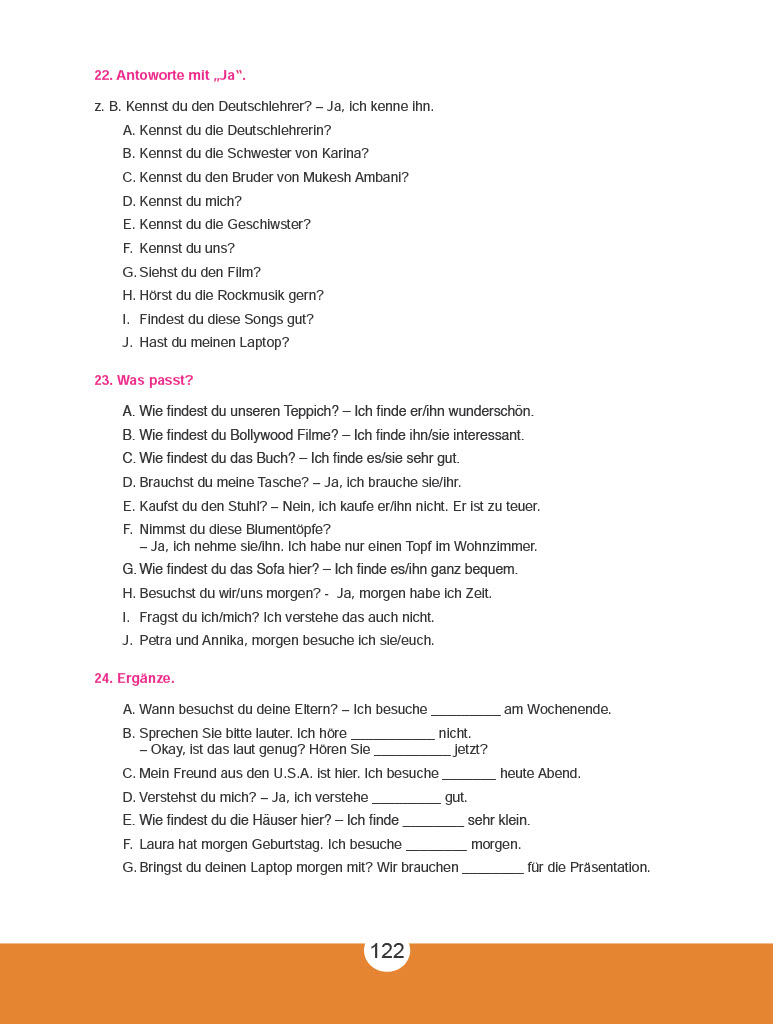 22. Antoworte mit „Ja‟.
z. B. Kennst du den Deutschlehrer? – Ja, ich kenne ihn.
A. Kennst du die Deutschlehrerin?
B. Kennst du die Schwester von Karina?
C. Kennst du den Bruder von Mukesh Ambani?
D. Kennst du mich?
E. Kennst du die Geschiwster?
F. Kennst du uns?
G. Siehst du den Film?
H. Hörst du die Rockmusik gern?
I. Findest du diese Songs gut?
J. Hast du meinen Laptop?
23. Was passt?
A. Wie findest du unseren Teppich? – Ich finde er/ihn wunderschön.
B. Wie findest du Bollywood Filme? – Ich finde ihn/sie interessant.
C. Wie findest du das Buch? – Ich finde es/sie sehr gut.
D. Brauchst du meine Tasche? – Ja, ich brauche sie/ihr.
E. Kaufst du den Stuhl? – Nein, ich kaufe er/ihn nicht. Er ist zu teuer.
F. Nimmst du diese Blumentöpfe?
– Ja, ich nehme sie/ihn. Ich habe nur einen Topf im Wohnzimmer.
G. Wie findest du das Sofa hier? – Ich finde es/ihn ganz bequem.
H. Besuchst du wir/uns morgen? - Ja, morgen habe ich Zeit.
I. Fragst du ich/mich? Ich verstehe das auch nicht.
J. Petra und Annika, morgen besuche ich sie/euch.
24. Ergänze.
A. Wann besuchst du deine Eltern? – Ich besuche _________ am Wochenende.
B. Sprechen Sie bitte lauter. Ich höre ___________ nicht.
– Okay, ist das laut genug? Hören Sie __________ jetzt?
C. Mein Freund aus den U.S.A. ist hier. Ich besuche _______ heute Abend.
D. Verstehst du mich? – Ja, ich verstehe _________ gut.
E. Wie findest du die Häuser hier? – Ich finde ________ sehr klein.
F. Laura hat morgen Geburtstag. Ich besuche ________ morgen.
G. Bringst du deinen Laptop morgen mit? Wir brauchen ________ für die Präsentation.
122